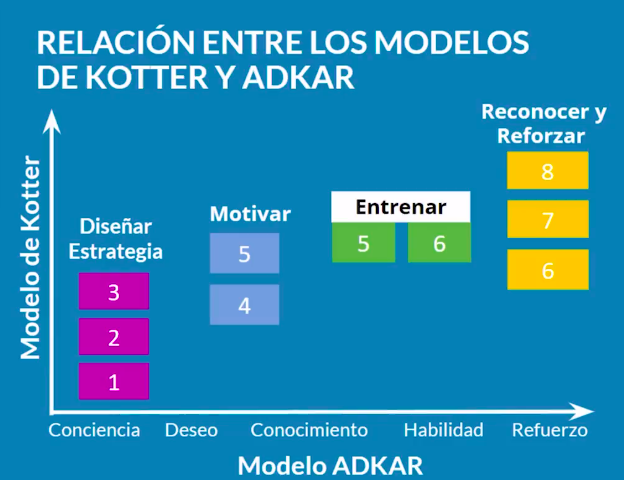 RELACIÓN ENTRE LOS MODELOS
DE KOTTER Y ADKAR
Modelo de Kotter
Diseñar
Estrategia
3
2
1
Motivar
5
4
Entrenar
5 6
Reconocer y
Reforzar
8
7
6
Conciencia Deseo Conocimiento Habilidad Refuerzo
Modelo ADKAR